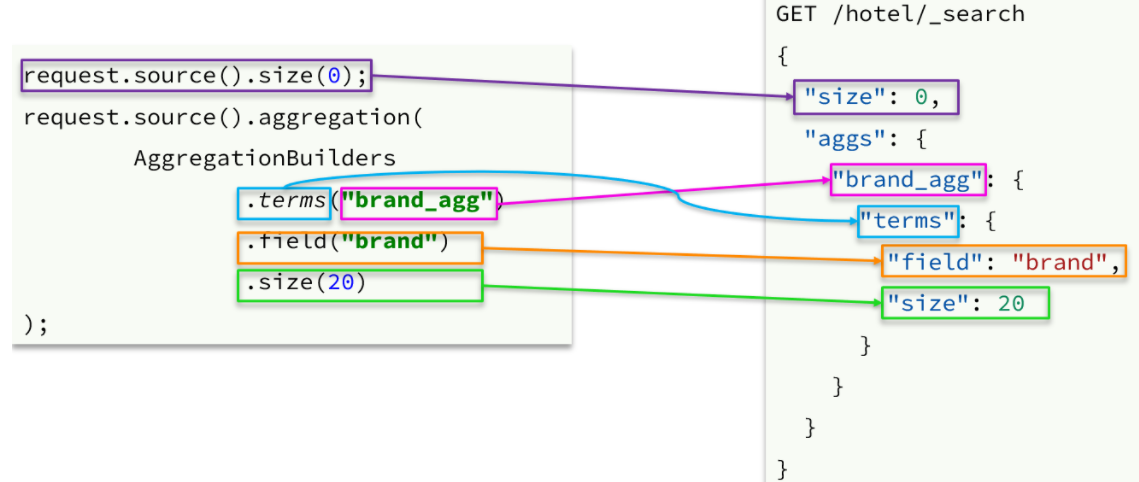 request.source().size(0);
request.source().aggregation(
AggregationBuilders
.terms("brand_agg")
.field("brand")
.size(20)
);
GET /hotel/_search
{
"size": 0,
"aggs": {
"brand_agg": {
"terms": {
"field": "brand",
"size": 20
}
}
}
}